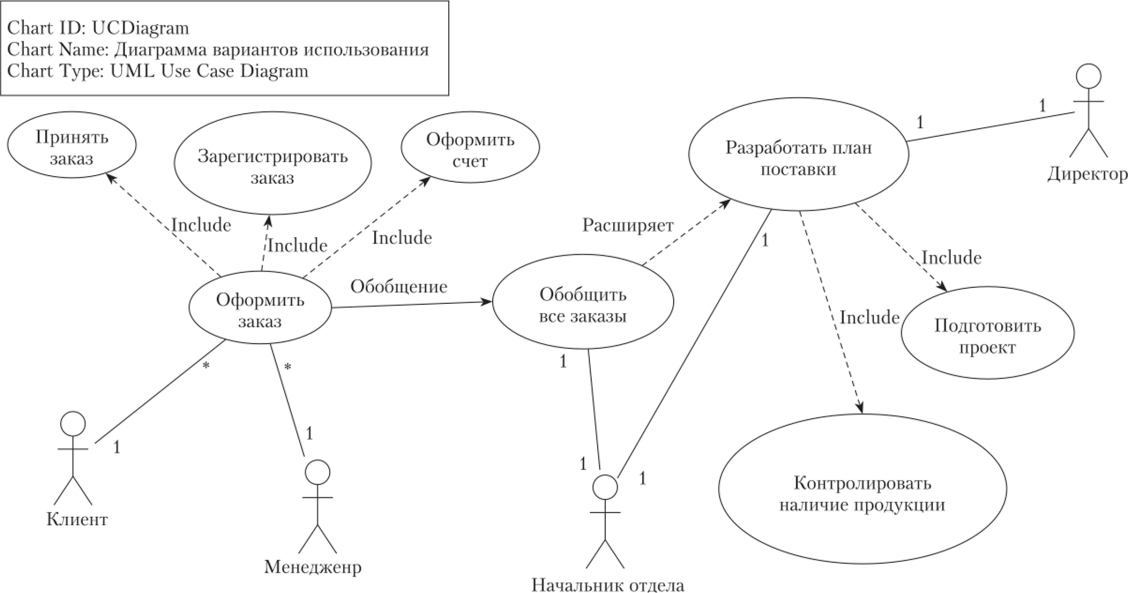 Chart ID: UCDiagram
Chart Name: Диаграмма вариантов использования
Chart Type: UML Use Case Diagram
Принять
заказ
Зарегистрировать
заказ
Оформить
счет
Разработать план
поставки
1
1
Директор
Include
Include
Include
Расширяет
1
Include
Оформить
заказ
Обобщение
Обобщить
все заказы
Include
Подготовить
проект
*
*
1
1
1
Клиент
Менедженр
1
1
Начальник отдела
Контролировать
наличие продукции